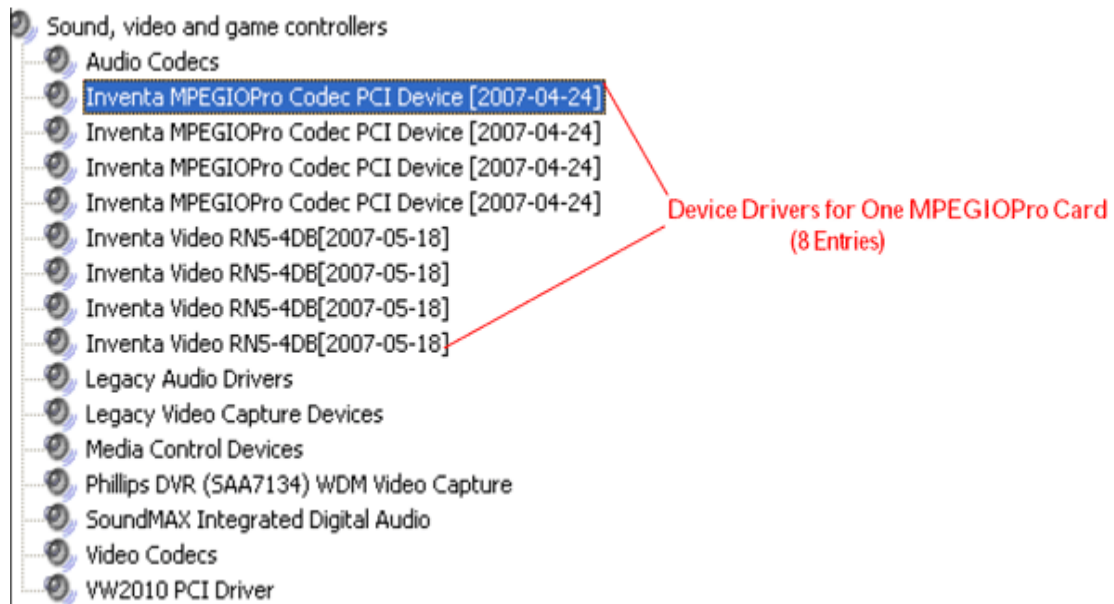 Sound, video and game controllers
Audio Codecs
Inventa MPEGIOPro Codec PCI Device [2007-04-24]
Inventa MPEGIOPro Codec PCI Device [2007-04-24]
Inventa MPEGIOPro Codec PCI Device [2007-04-24]
Inventa MPEGIOPro Codec PCI Device [2007-04-24]
Inventa Video RN5-4DB[2007-05-18]
Inventa Video RN5-4DB[2007-05-18]
Inventa Video RN5-4DB[2007-05-18]
Inventa Video RN5-4DB[2007-05-18]
Legacy Audio Drivers
Legacy Video Capture Devices
Media Control Devices
Phillips DVR (SAA7134) WDM Video Capture
SoundMAX Integrated Digital Audio
Video Codecs
VW2010 PCI Driver
Device Drivers for One MPEGIOPro Card
(8 Entries)